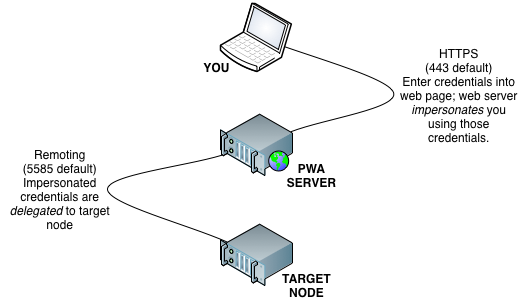 YOU
HTTPS
(443 default)
Enter credentials into
web page; web server
impersonates you
using those
credentials.
PWA
SERVER
Remoting
(5585 default)
Impersonated
credentials are
delegated to target
node
TARGET
NODE